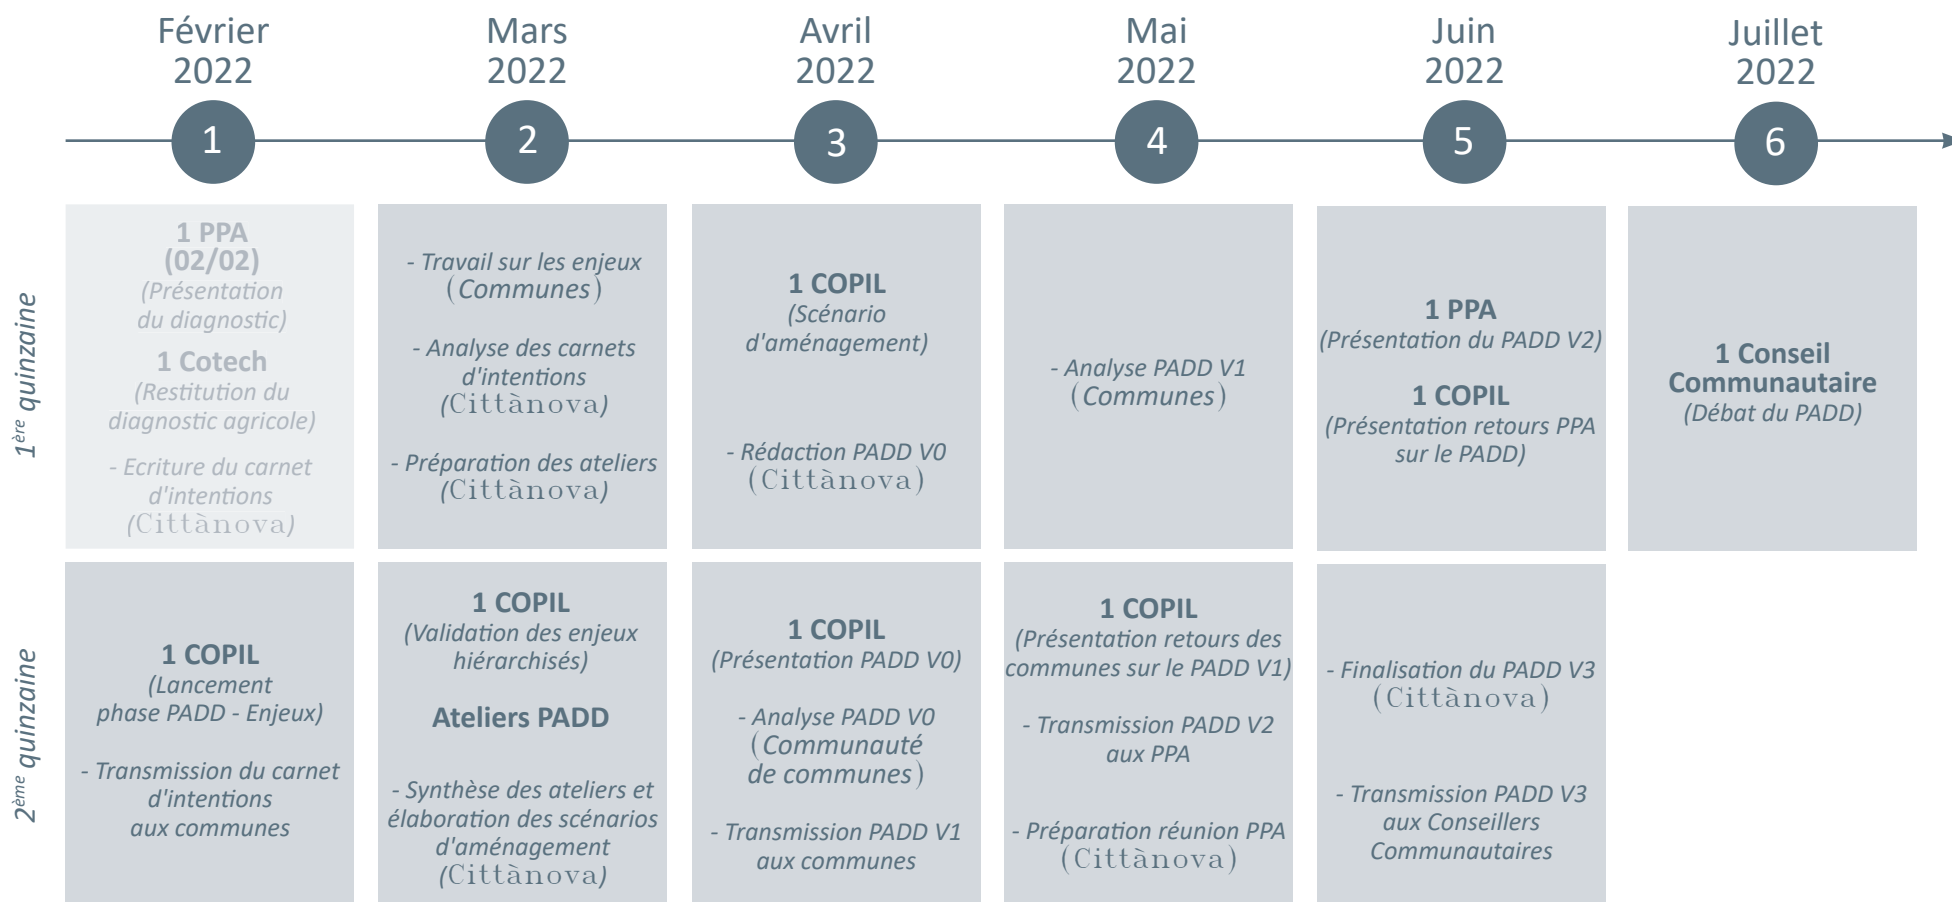 Février
2022
Mars
2022
Avril
2022
Mai
2022
Juin
2022
Juillet
2022
1
2
3
4
5
6
1ère quinzaine
1 PPA
(02/02)
(Présentation
du diagnostic)
1 Cotech
(Restitution du
diagnostic agricole)
- Ecriture du carnet
d'intentions
(Cittànova)
- Travail sur les enjeux
(Communes)
- Analyse des carnets
d'intentions
(Cittànova)
- Préparation des ateliers
(Cittànova)
1 COPIL
(Scénario
d'aménagement)
- Rédaction PADD V0
(Cittànova)
- Analyse PADD V1
(Communes)
1 PPA
(Présentation du PADD V2)
1 COPIL
(Présentation retours PPA
sur le PADD)
1 Conseil
Communautaire
(Débat du PADD)
2ème quinzaine
1 COPIL
(Lancement
phase PADD - Enjeux)
- Transmission du carnet
d'intentions
aux communes
1 COPIL
(Validation des enjeux
hiérarchisés)
Ateliers PADD
- Synthèse des ateliers et
élaboration des scénarios
d'aménagement
(Cittànova)
1 COPIL
(Présentation PADD V0)
- Analyse PADD V0
(Communauté
de communes)
- Transmission PADD V1
aux communes
1 COPIL
(Présentation retours des
communes sur le PADD V1)
- Transmission PADD V2
aux PPA
- Préparation réunion PPA
(Cittànova)
- Finalisation du PADD V3
(Cittànova)
- Transmission PADD V3
aux Conseillers
Communautaires